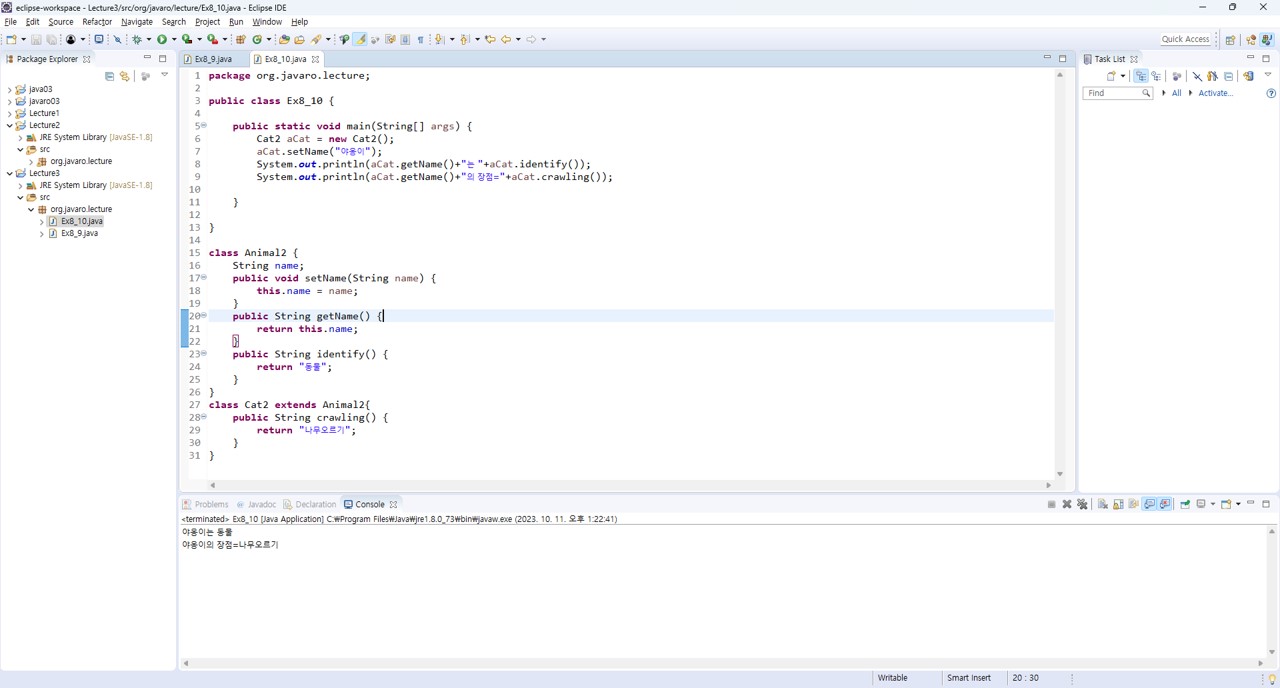 eclipse-workspace - Lecture3/src/org/javaro/lecture/Ex8_10.java - Eclipse IDE
File Edit Source Refactor Navigate Search Project Run Window Help
Quick Access
Package Explorer
java03
javaro03
Lecture1
Lecture2
JRE System Library [JavaSE-1.8]
src
org.javaro.lecture
Lecture3
JRE System Library [JavaSE-1.8]
src
org.javaro.lecture
Ex8_10.java
Ex8_9.java
Ex8_9.java Ex8_10.java
1 package org.javaro.lecture;
2
3 public class Ex8_10 {
4
5 public static void main(String[] args) {
6 Cat2 aCat = new Cat2();
7 aCat.setName("야옹이");
8 System.out.println(aCat.getName()+"는 "+aCat.identify());
9 System.out.println(aCat.getName()+"의 장점="+aCat.crawling());
10
11 }
12
13 }
14
15 class Animal2 {
16 String name;
17 public void setName(String name) {
18 this.name = name;
19 }
20 public String getName() {
21 return this.name;
22 }
23 public String identify() {
24 return "동물";
25 }
26 }
27 class Cat2 extends Animal2{
28 public String crawling() {
29 return "나무오르기";
30 }
31 }
Task List
Find All Activate...
Problems Javadoc Declaration Console
<terminated> Ex8_10 [Java Application] C:₩Program Files₩Java₩jre1.8.0_73₩bin₩javaw.exe (2023. 10. 11. 오후 1:22:41)
야옹이는 동물
야옹이의 장점=나무오르기
Writable Smart Insert 20 : 30